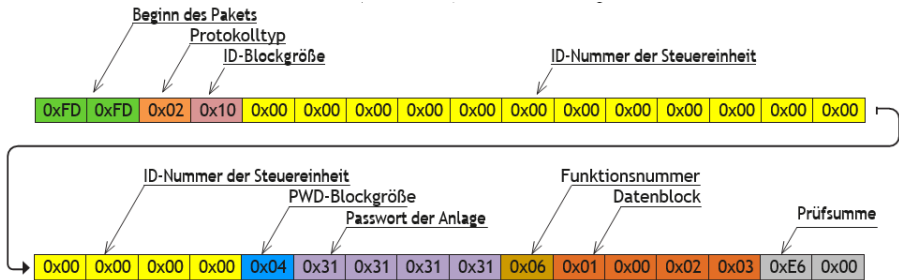 Beginn des Pakets
Protokolltyp
ID-Blockgröße
ID-Nummer der Steuereinheit
0xFD 0xFD 0x02 0x10 0x00 0x00 0x00 0x00 0x00 0x00 0x00 0x00 0x00 0x00 0x00 0x00
ID-Nummer der Steuereinheit
Funktionsnummer
PWD-Blockgröße
Datenblock
Passwort der Anlage
Prüfsumme
0x00 0x00 0x00 0x00 0x04 0x31 0x31 0x31 0x31 0x06 0x01 0x00 0x02 0x03 0xE6 0x00